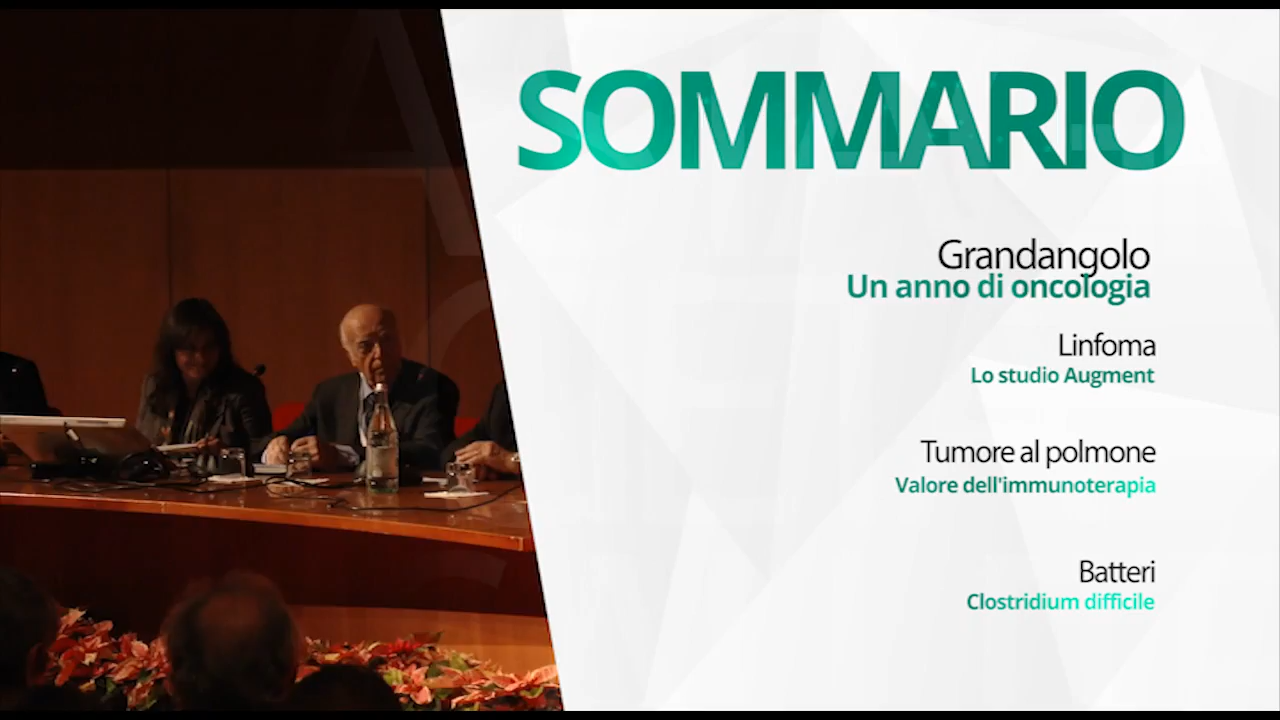 SOMMARIO
Grandangolo
Un anno di oncologia
Linfoma
Lo studio Augment
Tumore al polmone
Valore dell'immunoterapia
Batteri
Clostridium difficile